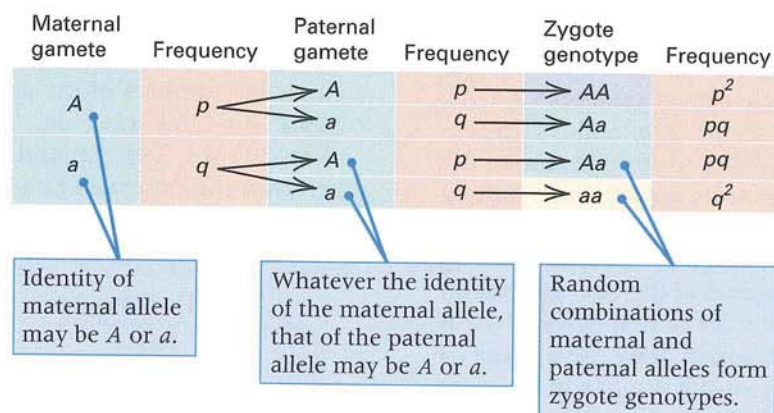 Maternal gamete Frequency Paternal gamete Frequency Zygote genotype Frequency
A p A p AA p²
a q Aa pq
a q A p Aa pq
a q aa q²
Identity of
maternal allele
may be A or a.
Whatever the identity
of the maternal allele,
that of the paternal
allele may be A or a.
Random
combinations of
maternal and
paternal alleles form
zygote genotypes.